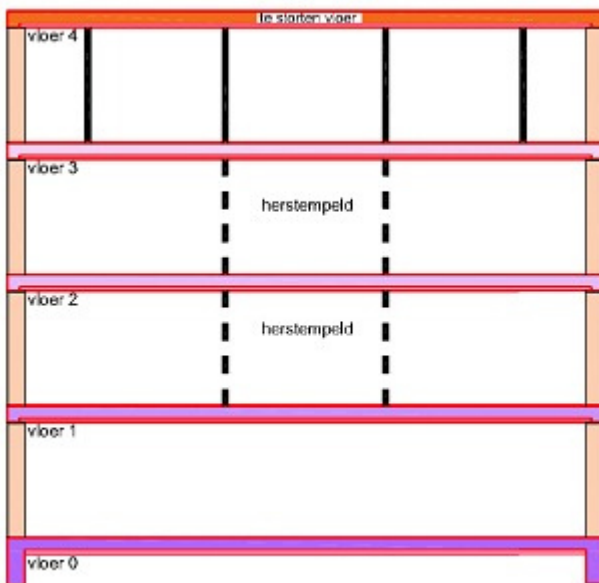 te storten vloer
vloer 4
vloer 3
herstempeld
vloer 2
herstempeld
vloer 1
vloer 0